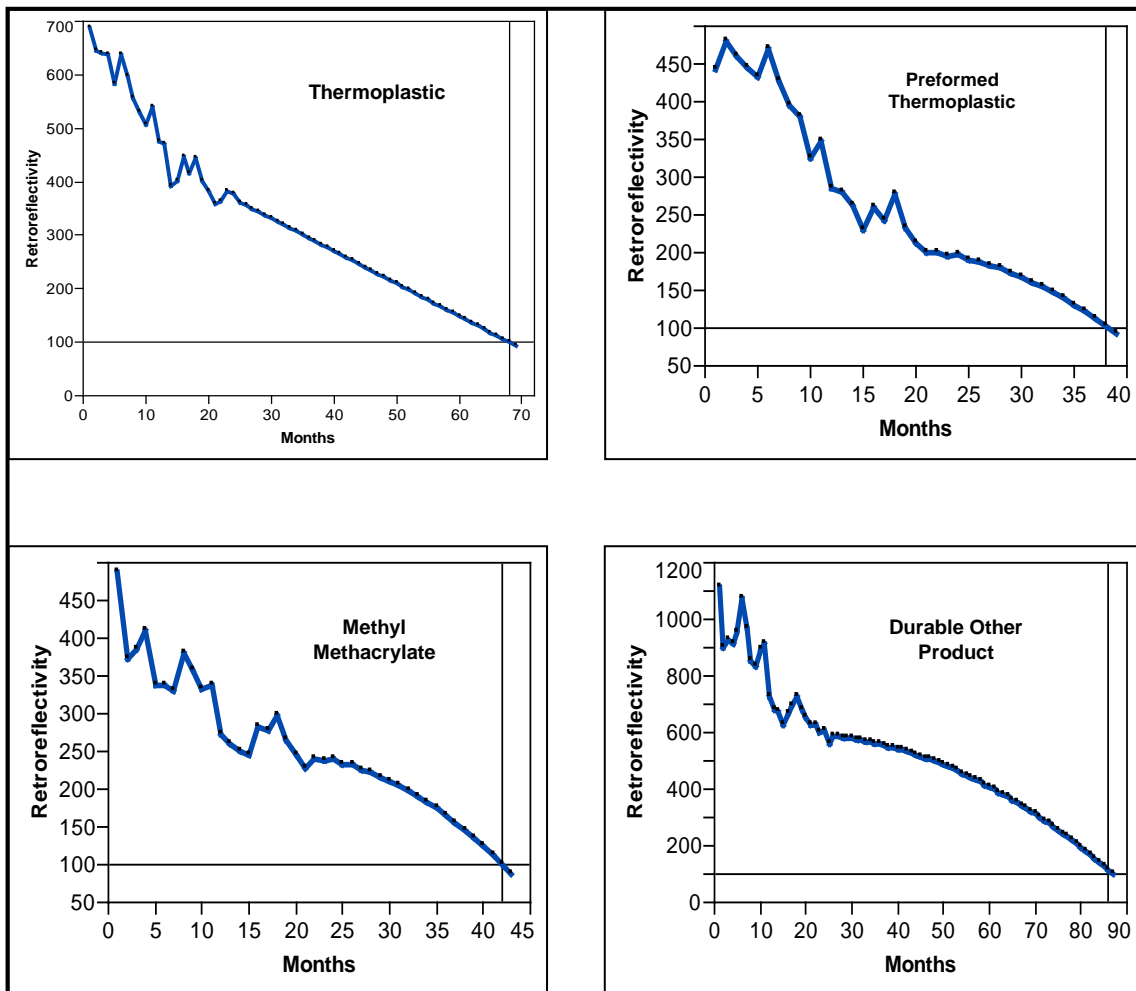 Thermoplastic
Retroreflectivity
700
600
500
400
300
200
100
0
0 10 20 30 40 50 60 70
Months
Preformed
Thermoplastic
Retroreflectivity
450
400
350
300
250
200
150
100
50
0 5 10 15 20 25 30 35 40
Months
Methyl
Methacrylate
Retroreflectivity
450
400
350
300
250
200
150
100
50
0 5 10 15 20 25 30 35 40 45
Months
Durable Other
Product
Retroreflectivity
1200
1000
800
600
400
200
0
0 10 20 30 40 50 60 70 80 90
Months